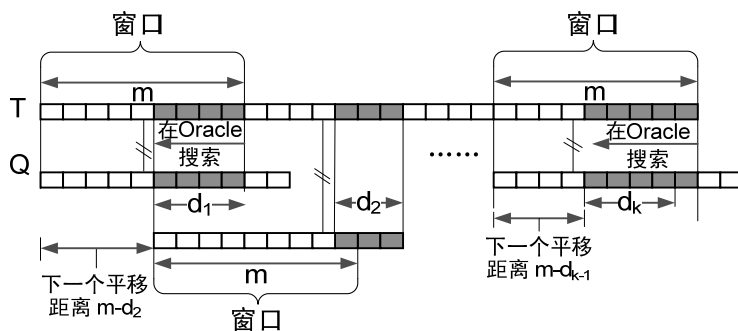 窗口
窗口
m
m
T
在Oracle
搜索
在Oracle
搜索
……
Q
d1
d2
dk
下一个平移
距离 m-d2
m
下一个平移
距离 m-dk-1
窗口